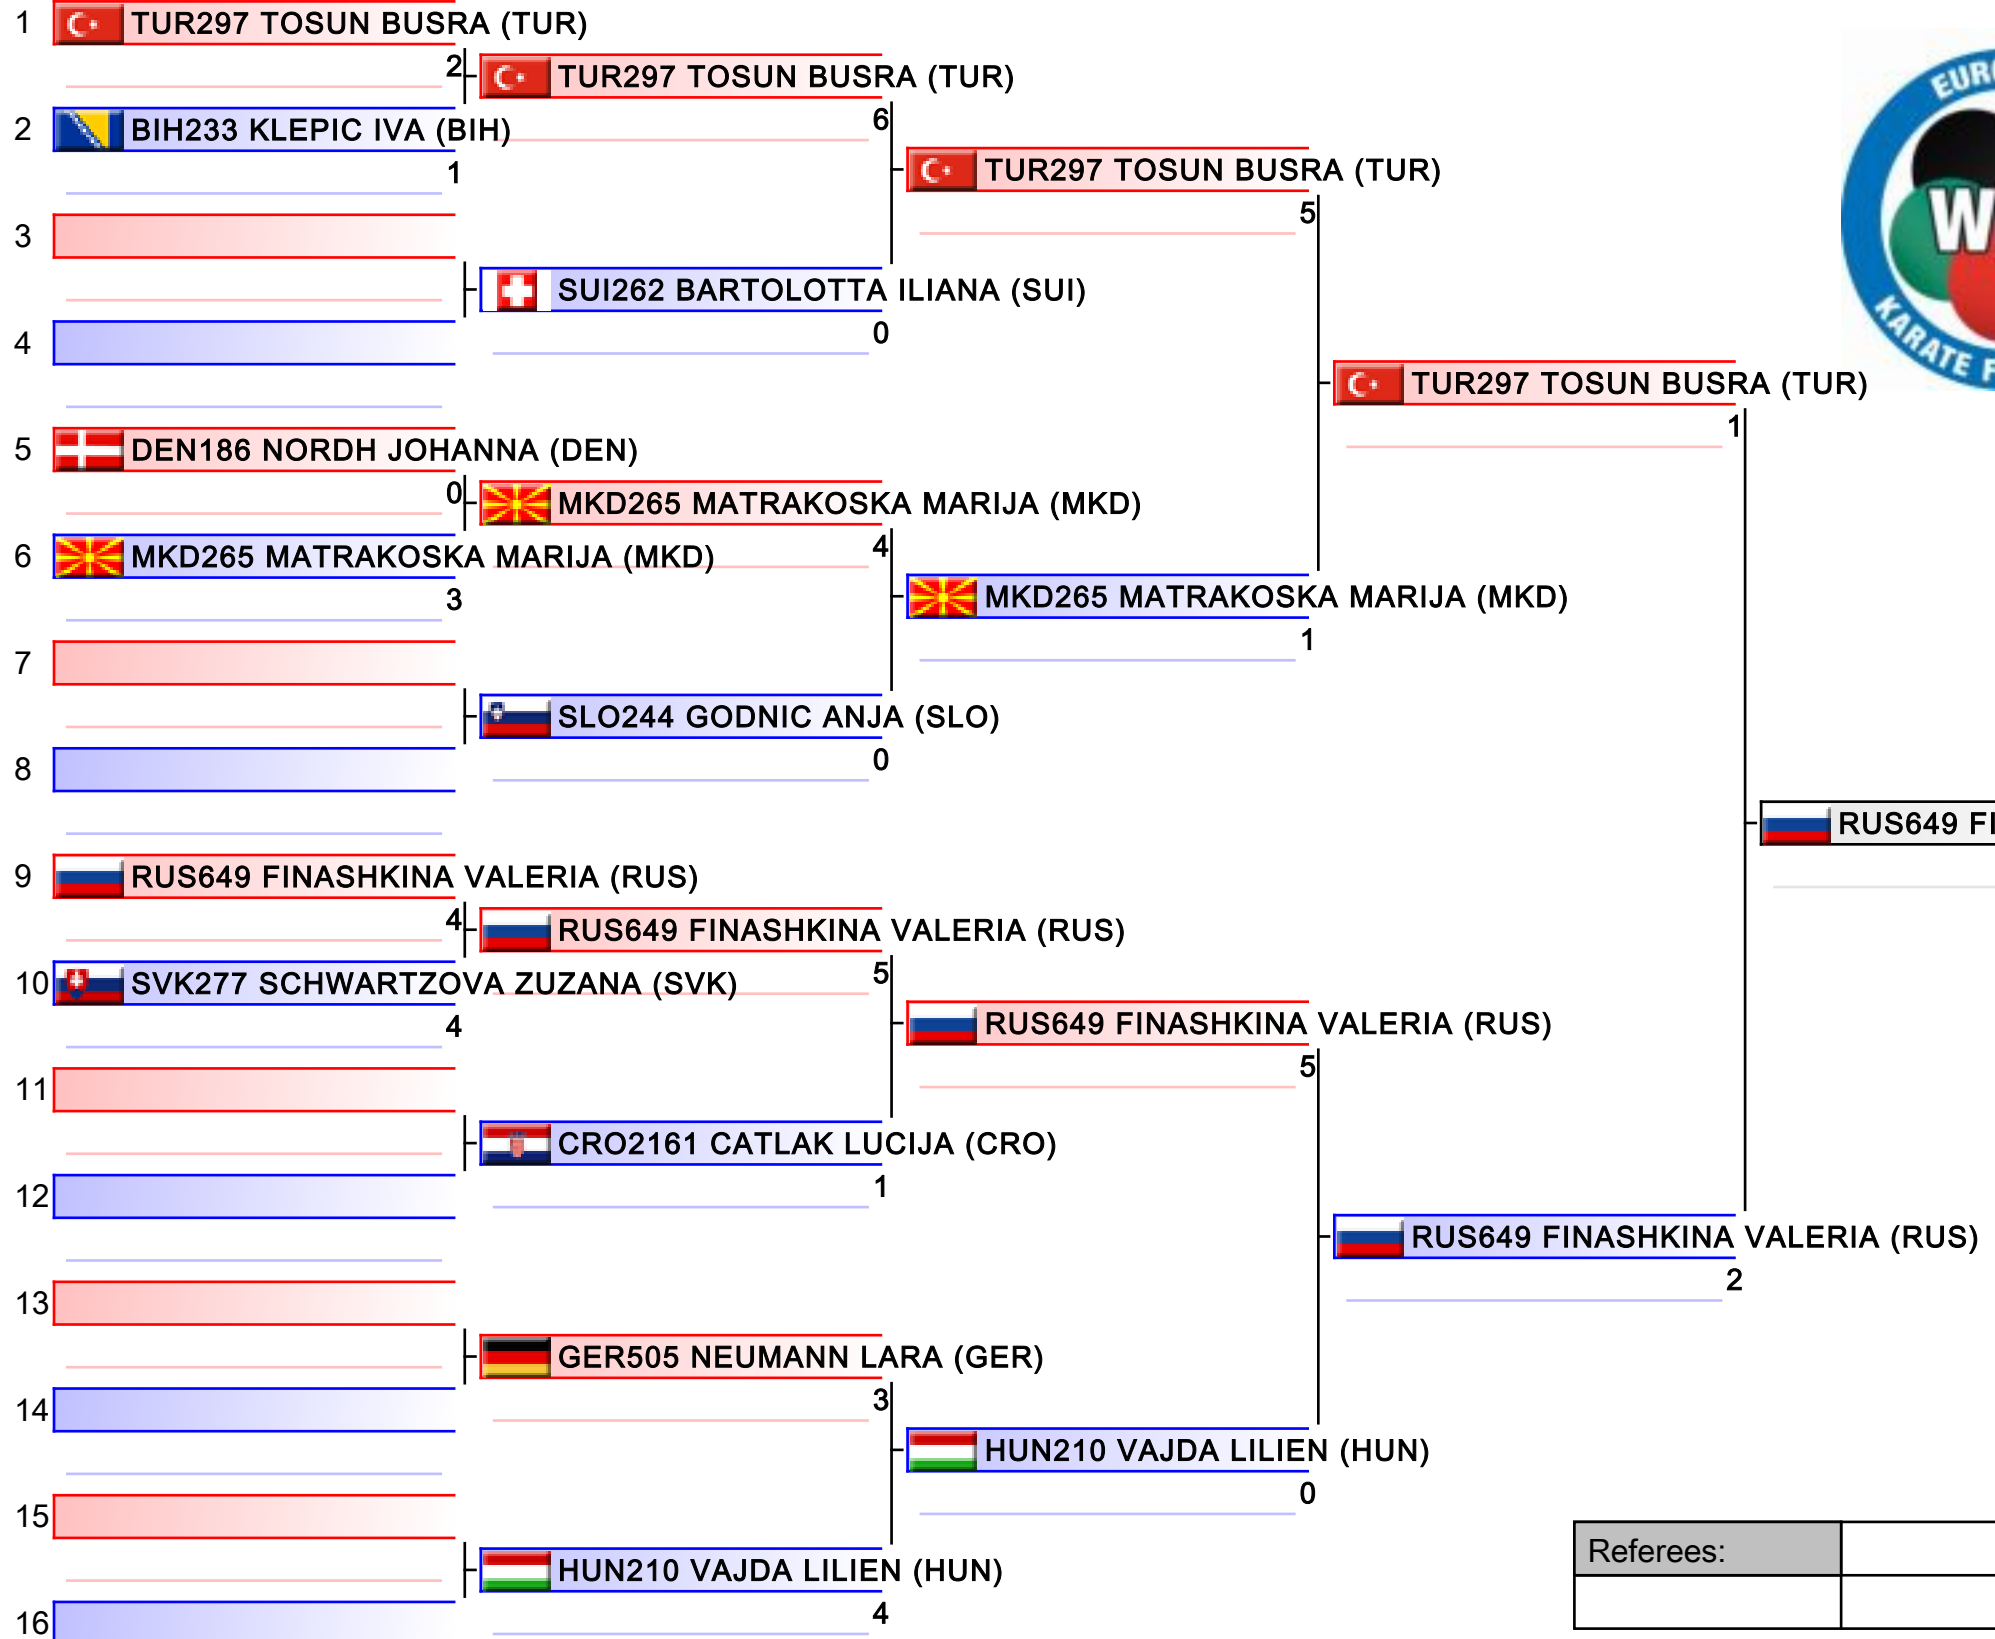 1 TUR297 TOSUN BUSRA (TUR)
2 TUR297 TOSUN BUSRA (TUR)
2 BIH233 KLEPIC IVA (BIH)
6
1
TUR297 TOSUN BUSRA (TUR)
3
5
SUI262 BARTOLOTTA ILIANA (SUI)
0
4
TUR297 TOSUN BUSRA (TUR)
1
5 DEN186 NORDH JOHANNA (DEN)
0 MKD265 MATRAKOSKA MARIJA (MKD)
6 MKD265 MATRAKOSKA MARIJA (MKD)
4
3
MKD265 MATRAKOSKA MARIJA (MKD)
1
7
SLO244 GODNIC ANJA (SLO)
0
8
RUS649 FI
9 RUS649 FINASHKINA VALERIA (RUS)
4 RUS649 FINASHKINA VALERIA (RUS)
10 SVK277 SCHWARTZOVA ZUZANA (SVK)
5
4
RUS649 FINASHKINA VALERIA (RUS)
5
11
CRO2161 CATLAK LUCIJA (CRO)
1
12
RUS649 FINASHKINA VALERIA (RUS)
2
13
GER505 NEUMANN LARA (GER)
3
14
HUN210 VAJDA LILIEN (HUN)
0
15
HUN210 VAJDA LILIEN (HUN)
4
16
EUR
W
KARATE F
Referees: